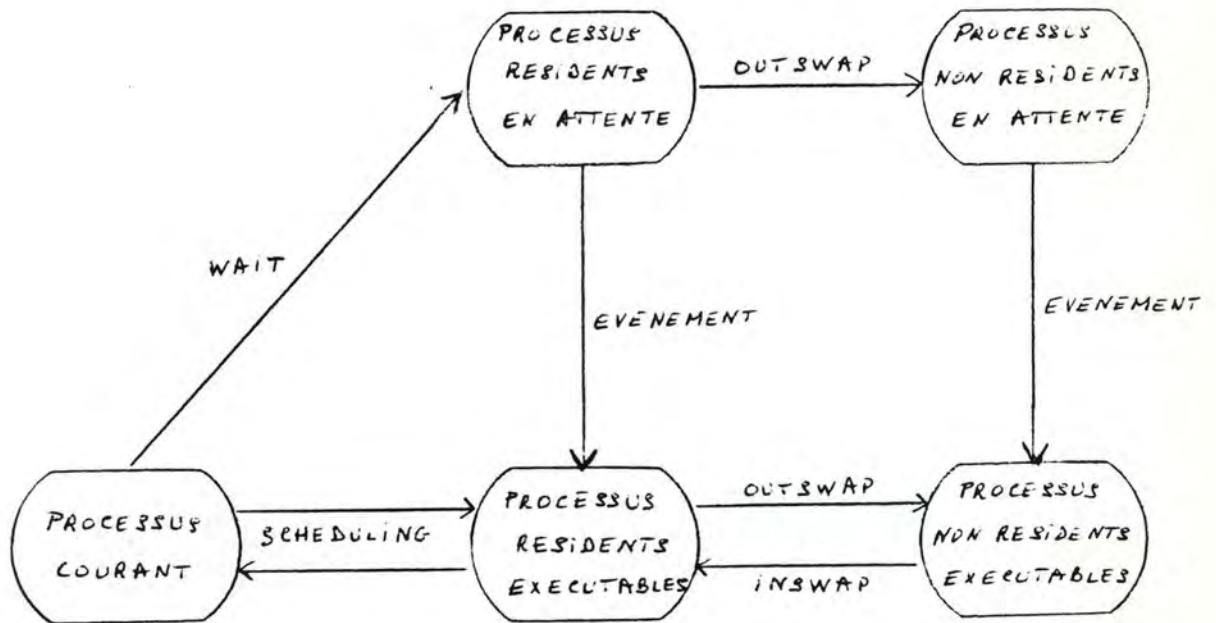 PROCESSUS
RESiDENTS
EN ATTENTE
OUTSWAP
PROCESSUS
NON RESiDENTS
EN ATTENTE
WAiT
EVENEMENT
EVENEMENT
PROCESSUS
COURANT
SCHEDULiNG
PROCESSUS
RESiDENTS
EXECUTABLES
OUTSWAP
iNSWAP
PROCESSUS
NON RESiDENTS
EXECUTABLES